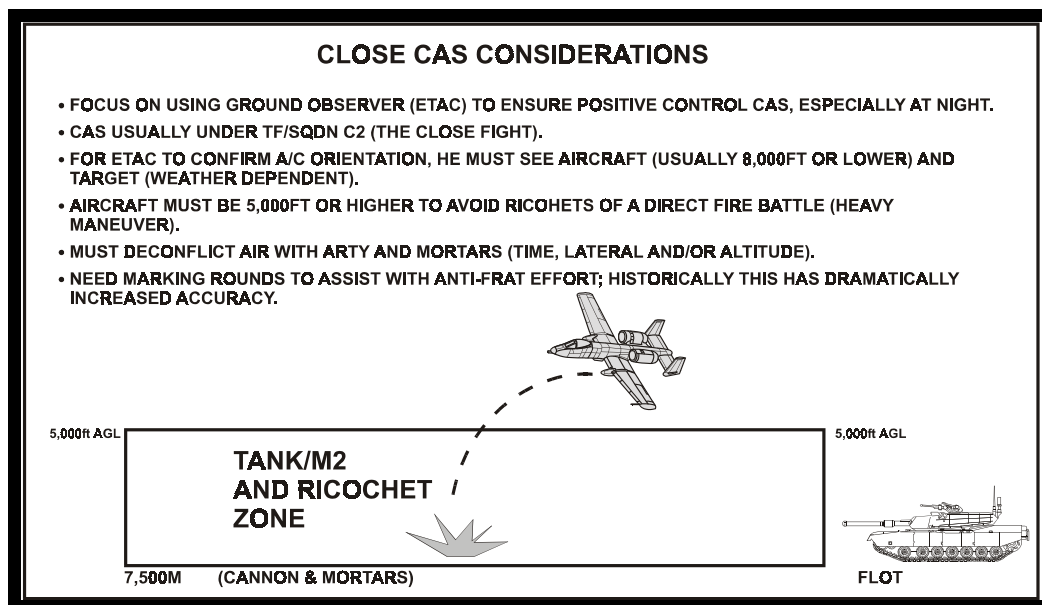 CLOSE CAS CONSIDERATIONS
• FOCUS ON USING GROUND OBSERVER (ETAC) TO ENSURE POSITIVE CONTROL CAS, ESPECIALLY AT NIGHT.
• CAS USUALLY UNDER TF/SQDN C2 (THE CLOSE FIGHT).
• FOR ETAC TO CONFIRM A/C ORIENTATION, HE MUST SEE AIRCRAFT (USUALLY 8,000FT OR LOWER) AND
TARGET (WEATHER DEPENDENT).
• AIRCRAFT MUST BE 5,000FT OR HIGHER TO AVOID RICOHETS OF A DIRECT FIRE BATTLE (HEAVY
MANEUVER).
• MUST DECONFLICT AIR WITH ARTY AND MORTARS (TIME, LATERAL AND/OR ALTITUDE).
• NEED MARKING ROUNDS TO ASSIST WITH ANTI-FRAT EFFORT; HISTORICALLY THIS HAS DRAMATICALLY
INCREASED ACCURACY.
5,000ft AGL
5,000ft AGL
TANK/M2
AND RICOCHET
ZONE
7,500M (CANNON & MORTARS)
FLOT